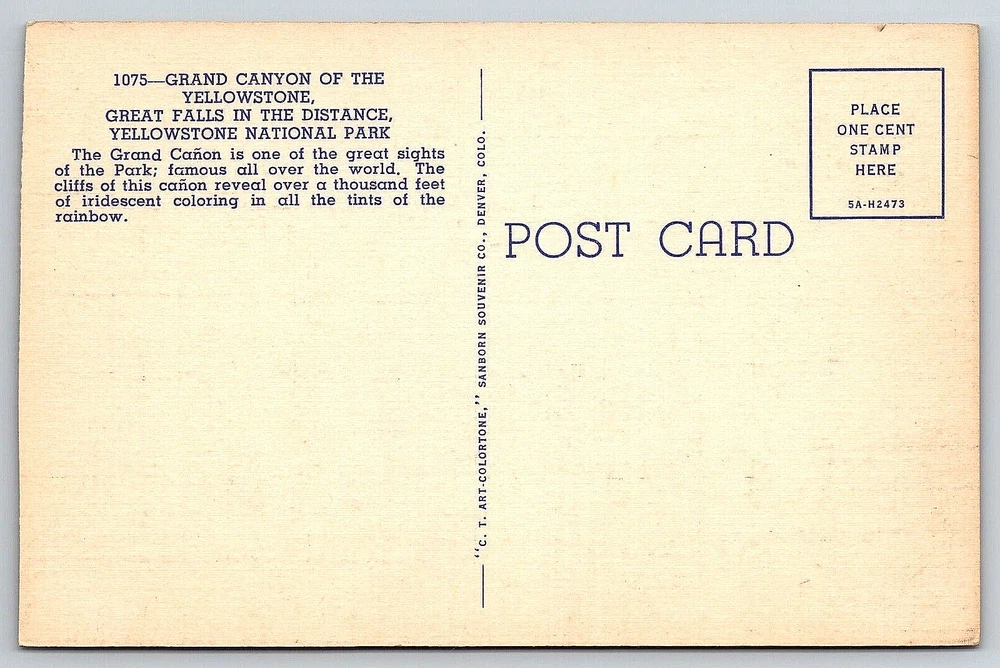 1075—GRAND CANYON OF THE
YELLOWSTONE,
GREAT FALLS IN THE DISTANCE,
YELLOWSTONE NATIONAL PARK
The Grand Cañon is one of the great sights
of the Park; famous all over the world. The
cliffs of this cañon reveal over a thousand feet
of iridescent coloring in all the tints of the
rainbow.
"C. T. ART-COLORTONE," SANBORN SOUVENIR CO., DENVER, COLO.
POST CARD
PLACE
ONE CENT
STAMP
HERE
5A-H2473